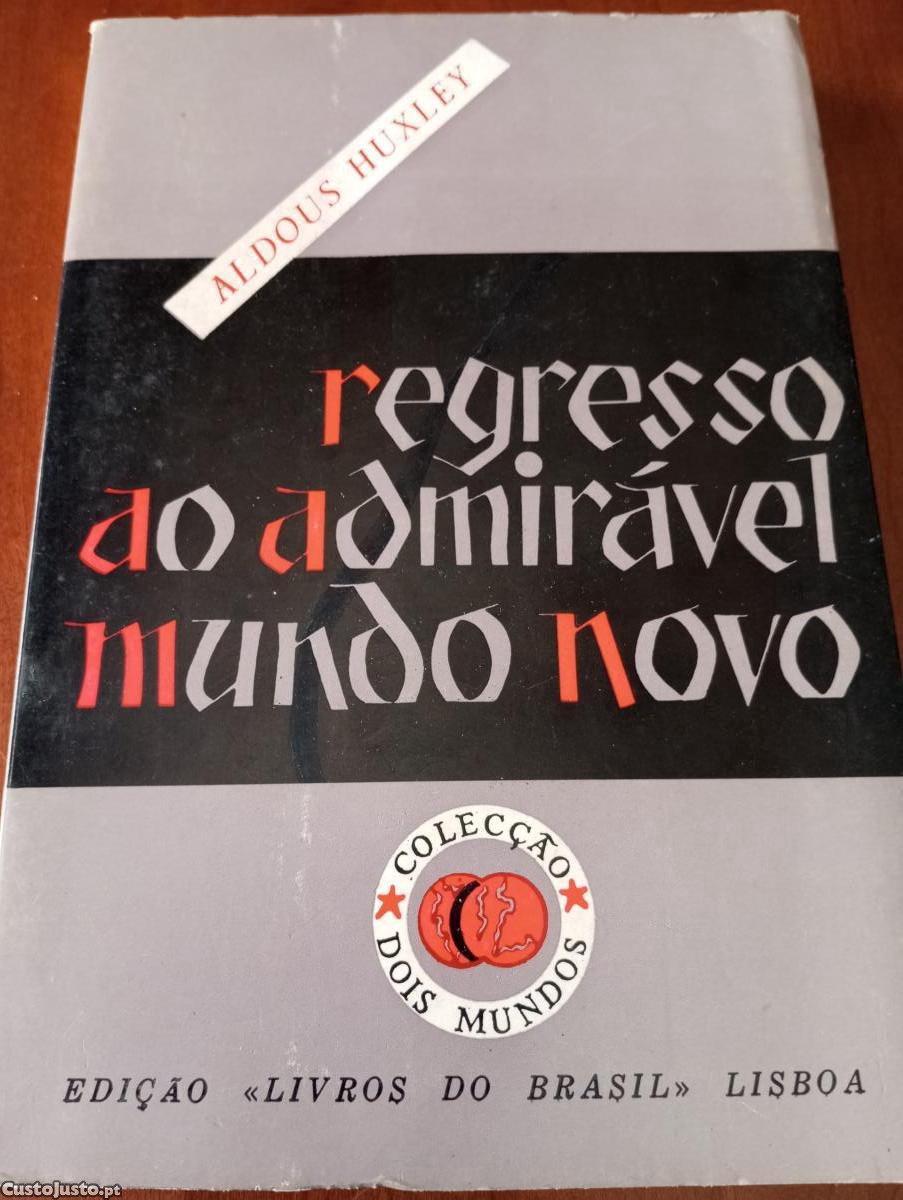 ALDOUS HUXLEY
regresso
ao admirável
mundo novo
COLECÇÃO
DOIS MUNDOS
EDIÇÃO «LIVROS DO BRASIL» LISBOA
CustoJusto.pt